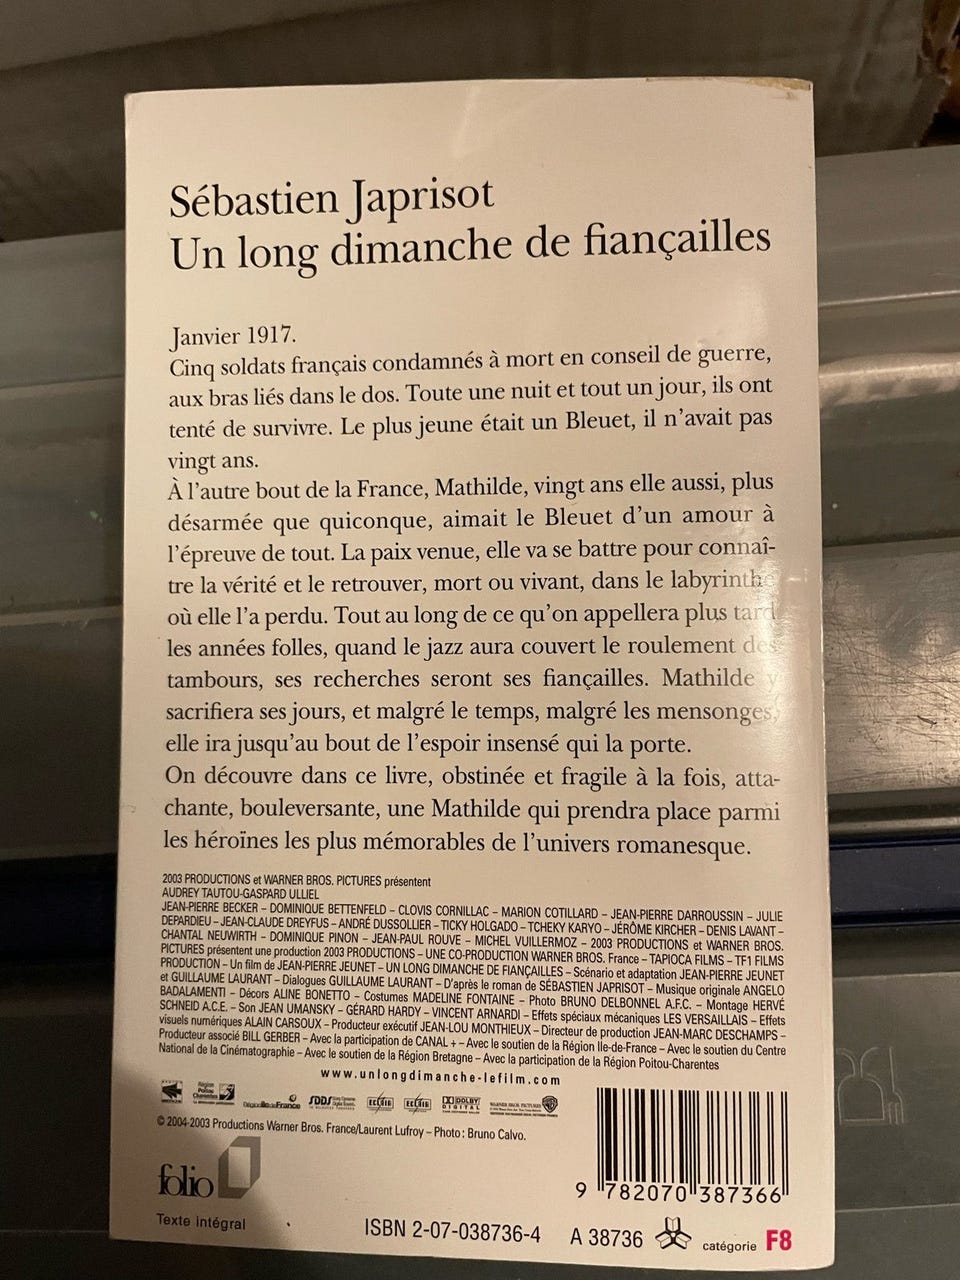 Sébastien Japrisot
Un long dimanche de fiançailles
Janvier 1917.
Cinq soldats français condamnés à mort en conseil de guerre,
aux bras liés dans le dos. Toute une nuit et tout un jour, ils ont
tenté de survivre. Le plus jeune était un Bleuet, il n'avait pas
vingt ans.
À l'autre bout de la France, Mathilde, vingt ans elle aussi, plus
désarmée que quiconque, aimait le Bleuet d'un amour à
l'épreuve de tout. La paix venue, elle va se battre pour connaî-
tre la vérité et le retrouver, mort ou vivant, dans le labyrinthe
où elle l'a perdu. Tout au long de ce qu'on appellera plus tard
les années folles, quand le jazz aura couvert le roulement des
tambours, ses recherches seront ses fiançailles. Mathilde y
sacrifiera ses jours, et malgré le temps, malgré les mensonges,
elle ira jusqu'au bout de l'espoir insensé qui la porte.
On découvre dans ce livre, obstinée et fragile à la fois, atta-
chante, bouleversante, une Mathilde qui prendra place parmi
les héroïnes les plus mémorables de l'univers romanesque.
2003 PRODUCTIONS et WARNER BROS. PICTURES présentent
AUDREY TAUTOU-GASPARD ULLIEL
JEAN-PIERRE BECKER – DOMINIQUE BETTENFELD – CLOVIS CORNILLAC – MARION COTILLARD – JEAN-PIERRE DARROUSSIN – JULIE
DEPARDIEU – JEAN-CLAUDE DREYFUS – ANDRÉ DUSSOLLIER – TICKY HOLGADO – TCHEKY KARYO – JÉRÔME KIRCHER – DENIS LAVANT –
CHANTAL NEUWIRTH – DOMINIQUE PINON – JEAN-PAUL ROUVE – MICHEL VUILLERMOZ – 2003 PRODUCTIONS et WARNER BROS.
PICTURES présentent une production 2003 PRODUCTIONS – UNE CO-PRODUCTION WARNER BROS. France – TAPIOCA FILMS – TF1 FILMS
PRODUCTION – Un film de JEAN-PIERRE JEUNET – UN LONG DIMANCHE DE FIANÇAILLES – Scénario et adaptation JEAN-PIERRE JEUNET
et GUILLAUME LAURANT – Dialogues GUILLAUME LAURANT – D'après le roman de SÉBASTIEN JAPRISOT – Musique originale ANGELO
BADALAMENTI – Décors ALINE BONETTO – Costumes MADELINE FONTAINE – Photo BRUNO DELBONNEL A.F.C. – Montage HERVÉ
SCHNEID A.C.E. – Son JEAN UMANSKY – GÉRARD HARDY – VINCENT ARNARDI – Effets spéciaux mécaniques LES VERSAILLAIS – Effets
visuels numériques ALAIN CARSOUX – Producteur exécutif JEAN-LOU MONTHIEUX – Directeur de production JEAN-MARC DESCHAMPS –
Producteur associé BILL GERBER – Avec la participation de CANAL + – Avec le soutien de la Région Ile-de-France – Avec le soutien du Centre
National de la Cinématographie – Avec le soutien de la Région Bretagne – Avec la participation de la Région Poitou-Charentes
www.unlongdimanche-lefilm.com
Région Poitou Charentes îledeFrance SDDS ECLAIR ECLAIR DOLBY DIGITAL WARNER BROS. PICTURES
© 2004-2003 Productions Warner Bros. France/Laurent Lufroy – Photo : Bruno Calvo.
folio
Texte intégral
9 782070 387366
ISBN 2-07-038736-4 A 38736 catégorie F8